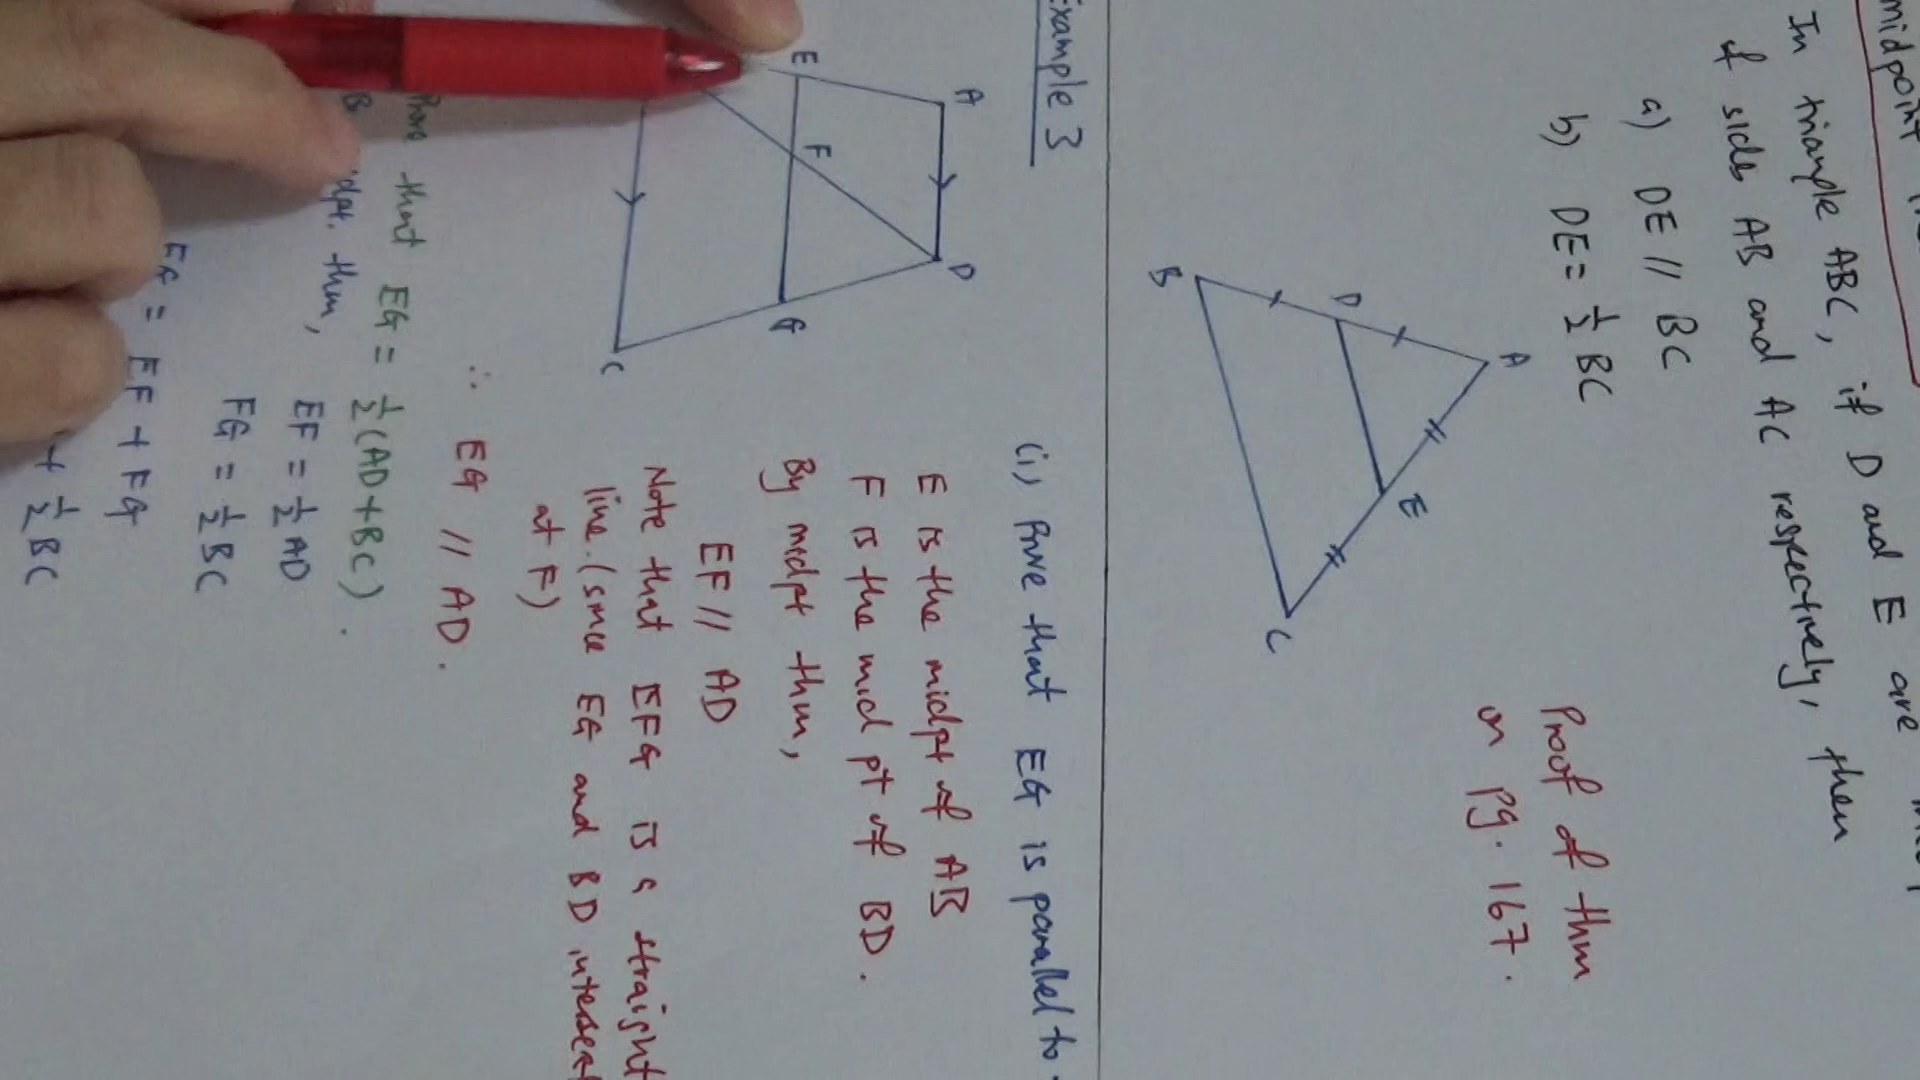 midpoint
In triangle ABC, if D and E are
of sides AB and AC respectively, then
a) DE // BC
b) DE = 1/2 BC
A
D
E
B
C
Proof of thm
on pg. 167.
Example 3
(i) Prove that EG is parallel to
A
D
E
F
G
C
E is the midpt of AB
F is the mid pt of BD.
By midpt thm,
EF // AD
Note that EFG is a straight
line. (since EG and BD intersect
at F)
∴ EG // AD.
that EG = 1/2 (AD + BC).
thm, EF = 1/2 AD
FG = 1/2 BC
EG = EF + FG
+ 1/2 BC